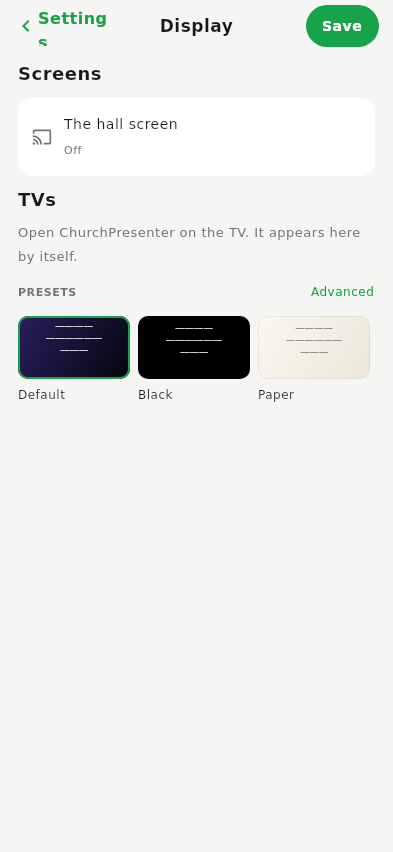 Setting
s
Display
Save
Screens
The hall screen
Off
TVs
Open ChurchPresenter on the TV. It appears here
by itself.
PRESETS
Advanced
Default
Black
Paper